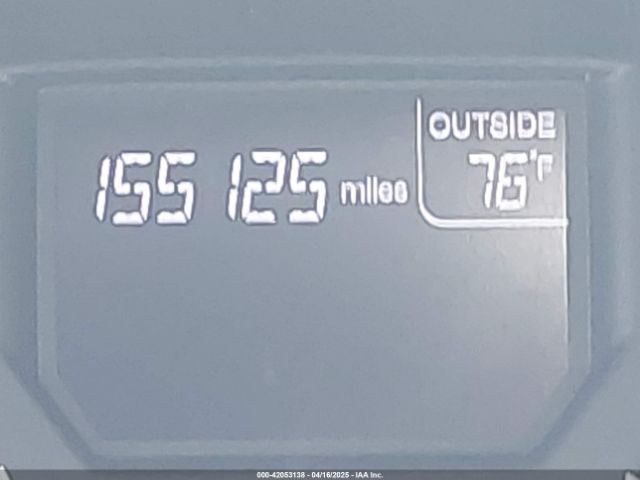 OUTSIDE
155125 miles 76°F
000-42053138 - 04/16/2025 - IAA Inc.